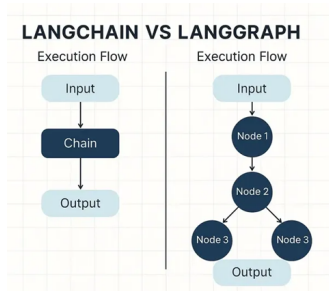 LANGCHAIN VS LANGGRAPH
Execution Flow
Input
Chain
Output
Execution Flow
Input
Node 1
Node 2
Node 3
Node 3
Output